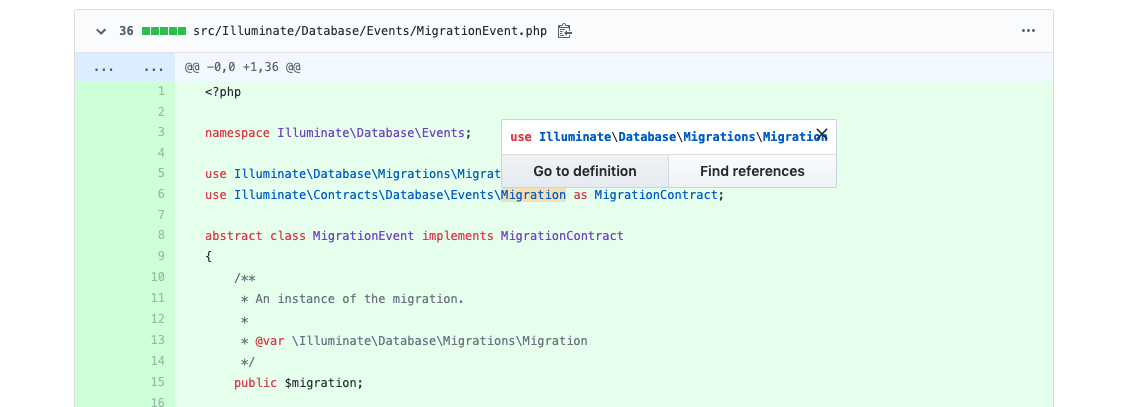 36 src/Illuminate/Database/Events/MigrationEvent.php
... ... @@ -0,0 +1,36 @@
1 <?php
2
3 namespace Illuminate\Database\Events;
use Illuminate\Database\Migrations\Migration
4
5 use Illuminate\Database\Migrations\Migrat
Go to definition Find references
6 use Illuminate\Contracts\Database\Events\Migration as MigrationContract;
7
8 abstract class MigrationEvent implements MigrationContract
9 {
10 /**
11 * An instance of the migration.
12 *
13 * @var \Illuminate\Database\Migrations\Migration
14 */
15 public $migration;
16